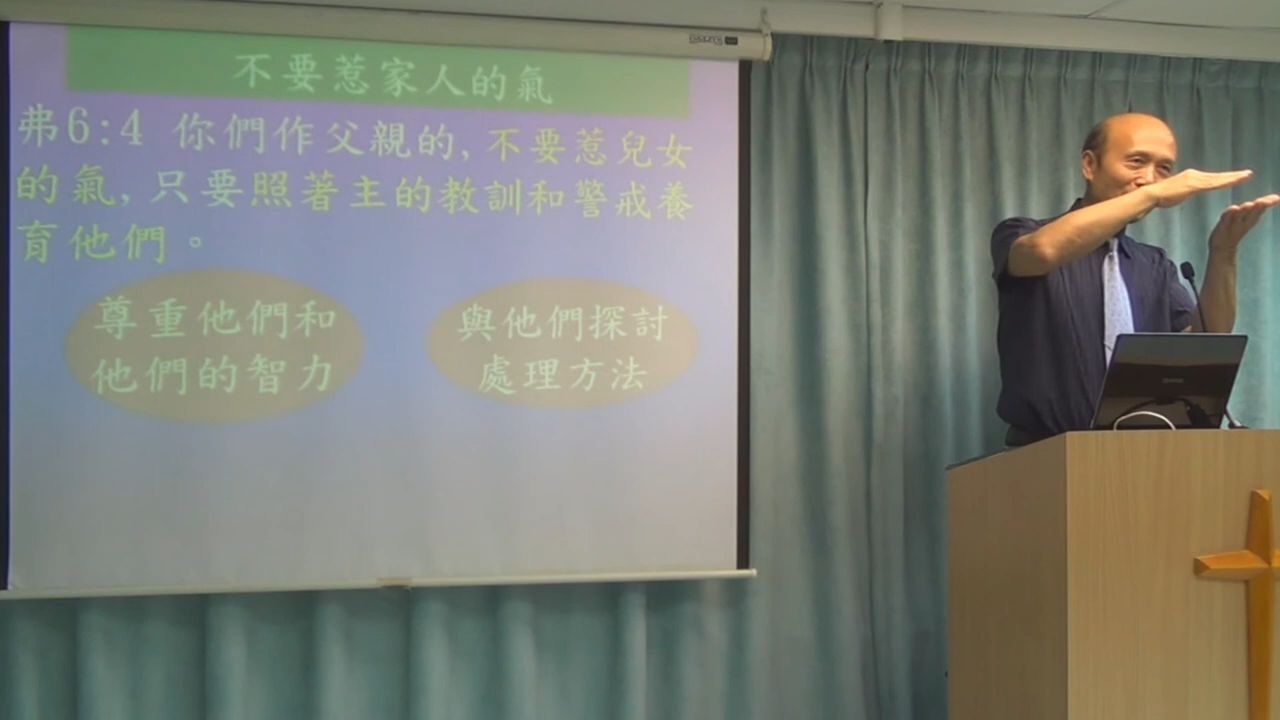 不要惹家人的氣
弗6:4 你們作父親的,不要惹兒女
的氣,只要照著主的教訓和警戒養
育他們。
尊重他們和
他們的智力
與他們探討
處理方法